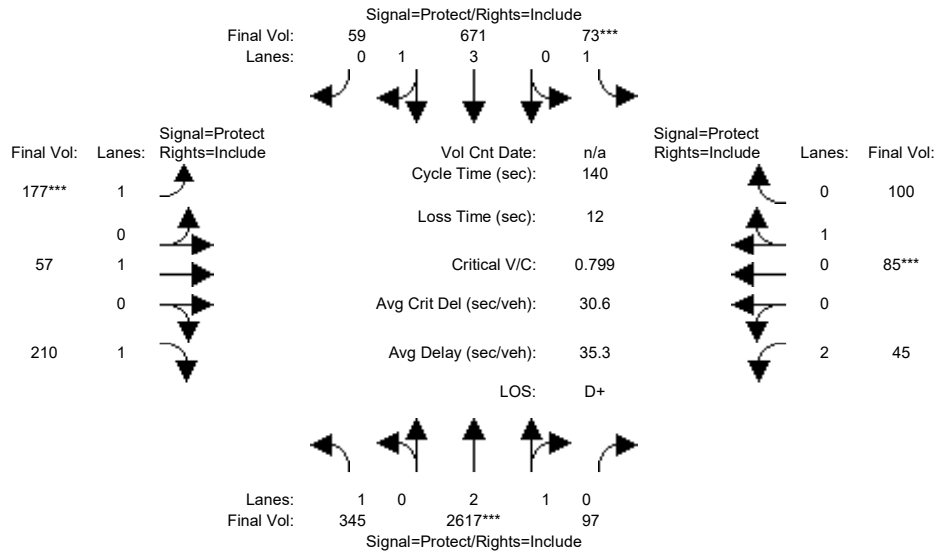 Signal=Protect/Rights=Include
Final Vol: 59 671 73***
Lanes: 0 1 3 0 1
Signal=Protect Signal=Protect
Final Vol: Lanes: Rights=Include Vol Cnt Date: n/a Rights=Include Lanes: Final Vol:
Cycle Time (sec): 140
177*** 1 0 100
Loss Time (sec): 12
0 1
57 1 Critical V/C: 0.799 0 85***
0 Avg Crit Del (sec/veh): 30.6 0
210 1 Avg Delay (sec/veh): 35.3 2 45
LOS: D+
Lanes: 1 0 2 1 0
Final Vol: 345 2617*** 97
Signal=Protect/Rights=Include